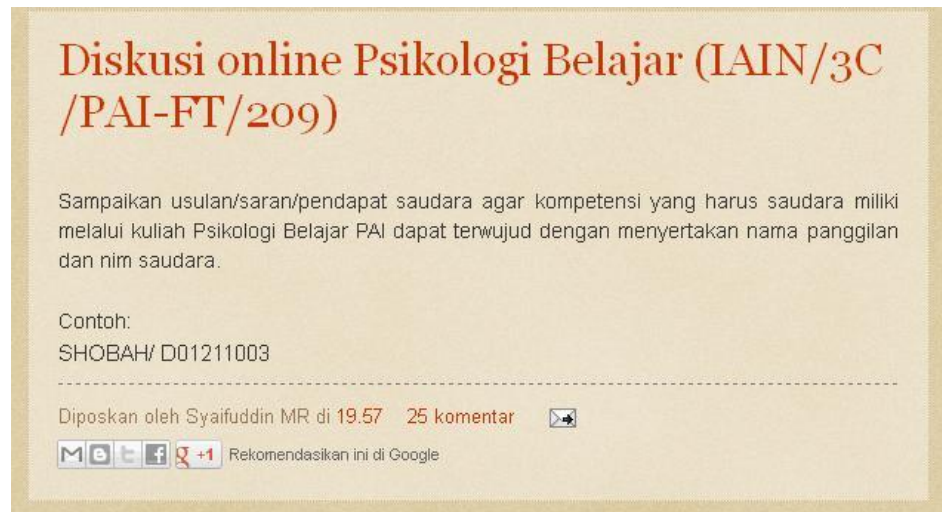 Diskusi online Psikologi Belajar (IAIN/3C
/PAI-FT/209)
Sampaikan usulan/saran/pendapat saudara agar kompetensi yang harus saudara miliki
melalui kuliah Psikologi Belajar PAI dapat terwujud dengan menyertakan nama panggilan
dan nim saudara.
Contoh:
SHOBAH/ D01211003
Diposkan oleh Syaifuddin MR di 19.57 25 komentar
+1 Rekomendasikan ini di Google